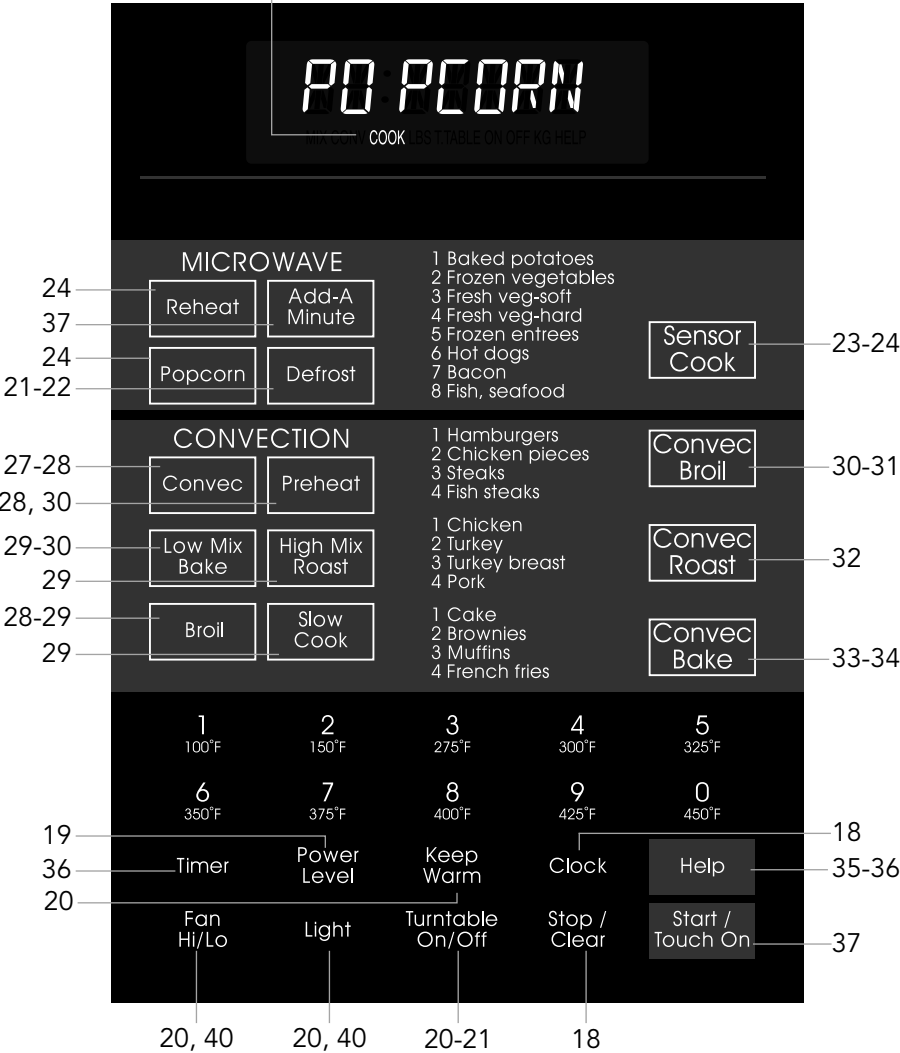 PO PCORN
MIX CONV COOK LBS T.TABLE ON OFF KG HELP
MICROWAVE
24
Reheat
37
Add-A
Minute
24
Popcorn
21-22
Defrost
1 Baked potatoes
2 Frozen vegetables
3 Fresh veg-soft
4 Fresh veg-hard
5 Frozen entrees
6 Hot dogs
7 Bacon
8 Fish, seafood
Sensor
Cook
23-24
CONVECTION
27-28
Convec
28, 30
Preheat
29-30
Low Mix
Bake
29
High Mix
Roast
28-29
Broil
29
Slow
Cook
1 Hamburgers
2 Chicken pieces
3 Steaks
4 Fish steaks
Convec
Broil
30-31
1 Chicken
2 Turkey
3 Turkey breast
4 Pork
Convec
Roast
32
1 Cake
2 Brownies
3 Muffins
4 French fries
Convec
Bake
33-34
1 2 3 4 5
100°F 150°F 275°F 300°F 325°F
6 7 8 9 0
350°F 375°F 400°F 425°F 450°F
19
36
20
Timer
Power
Level
Keep
Warm
Clock
18
Help
35-36
Fan
Hi/Lo
Light
Turntable
On/Off
Stop /
Clear
Start /
Touch On
37
20, 40 20, 40 20-21 18